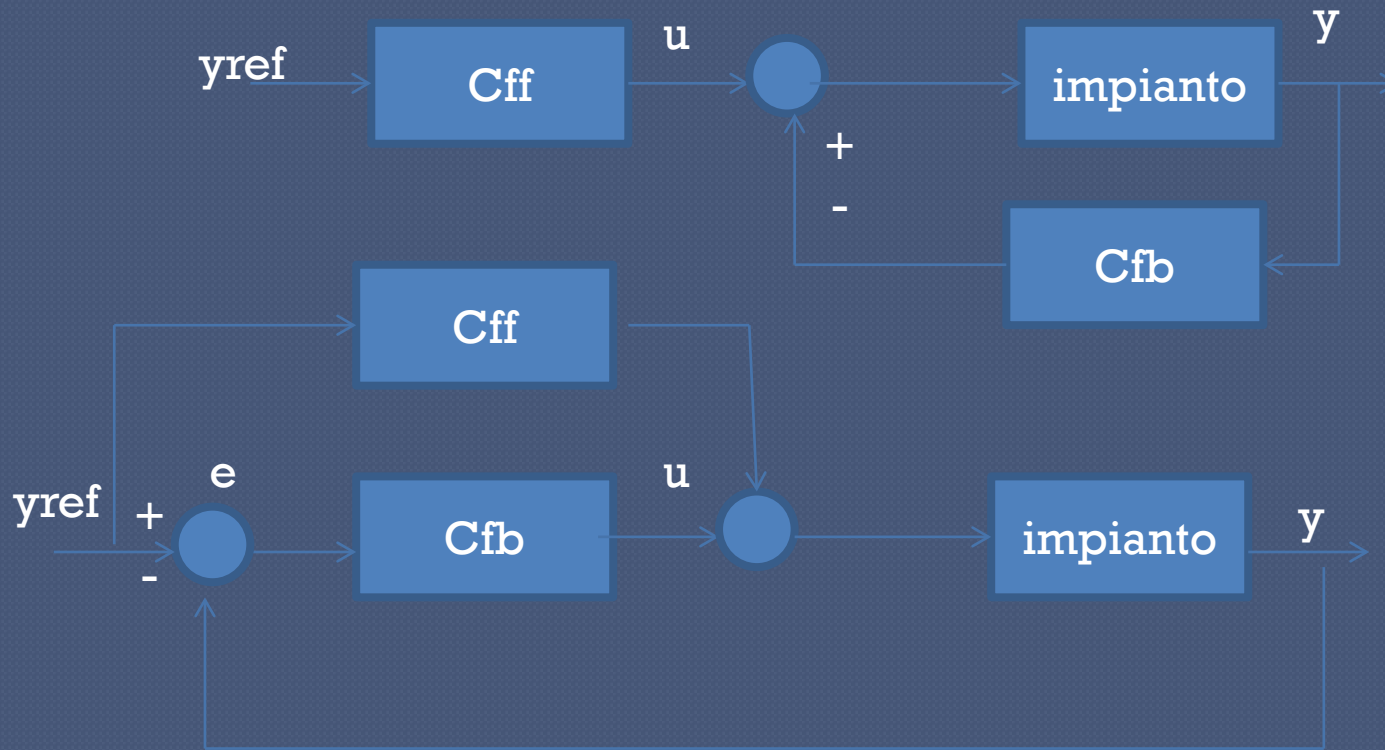 yref
Cff
u
impianto
y
+
-
Cfb
Cff
yref
+
-
e
Cfb
u
impianto
y